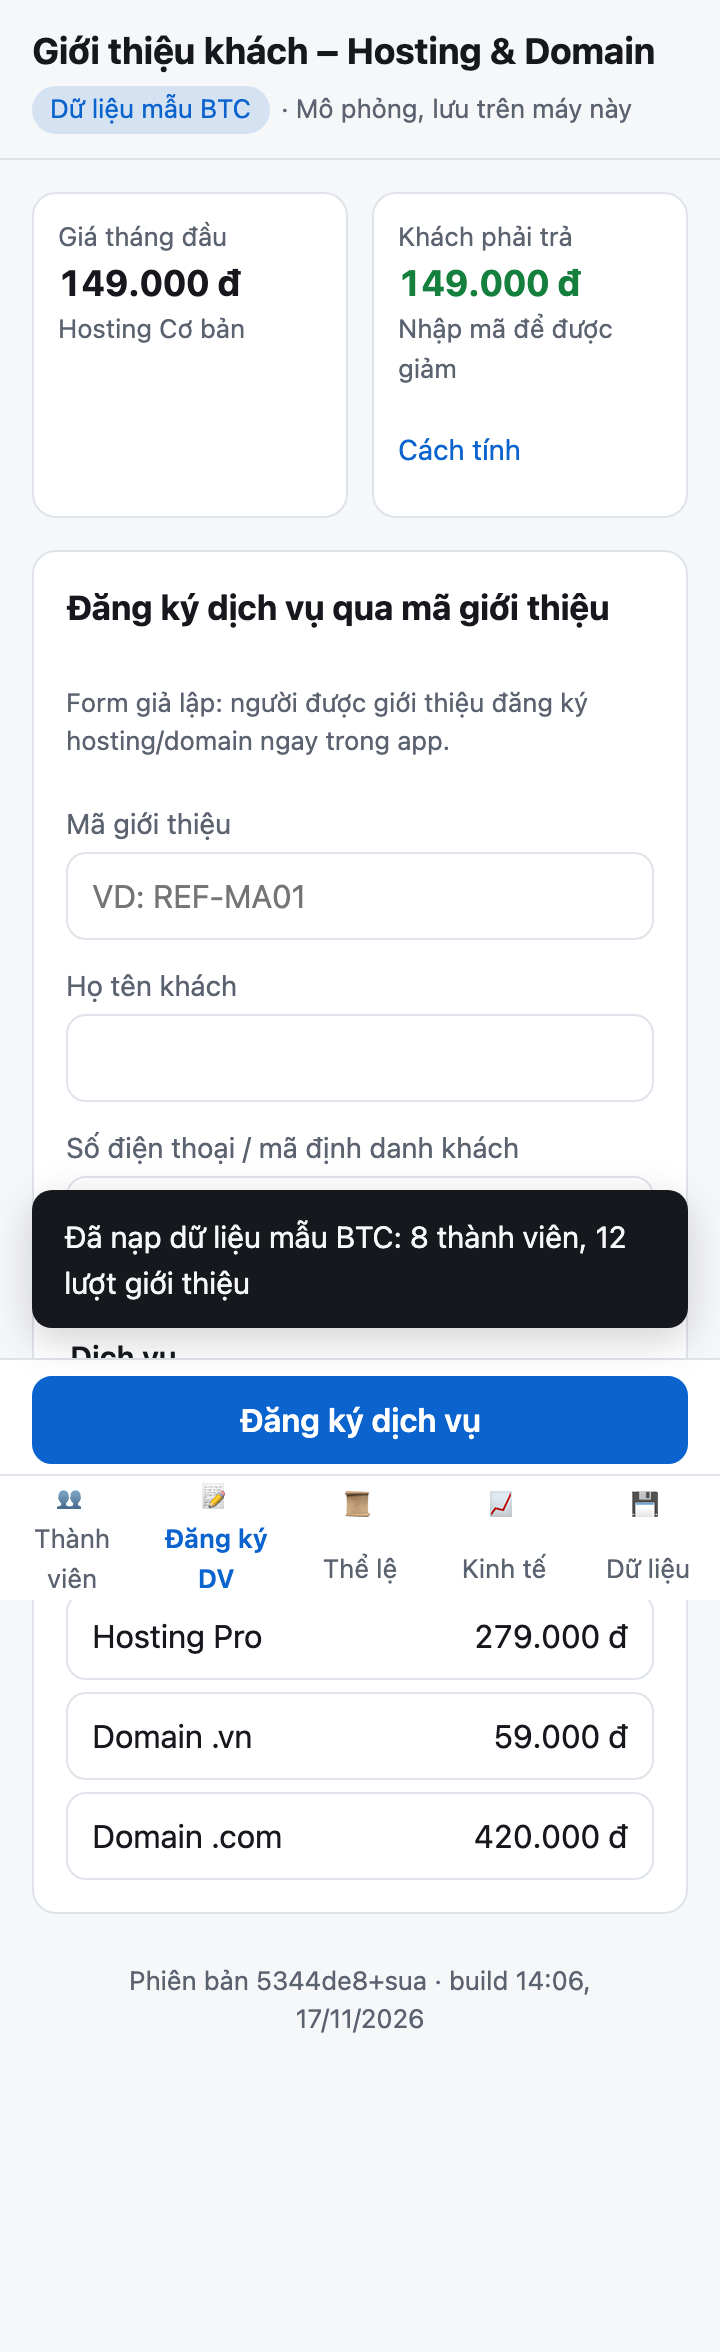 Giới thiệu khách – Hosting & Domain
Dữ liệu mẫu BTC · Mô phỏng, lưu trên máy này
Giá tháng đầu
149.000 đ
Hosting Cơ bản
Khách phải trả
149.000 đ
Nhập mã để được
giảm
Cách tính
Đăng ký dịch vụ qua mã giới thiệu
Form giả lập: người được giới thiệu đăng ký
hosting/domain ngay trong app.
Mã giới thiệu
VD: REF-MA01
Họ tên khách
Số điện thoại / mã định danh khách
Đã nạp dữ liệu mẫu BTC: 8 thành viên, 12
lượt giới thiệu
Dịch vụ
Đăng ký dịch vụ
Thành
viên
Đăng ký
DV
Thể lệ
Kinh tế
Dữ liệu
Hosting Pro 279.000 đ
Domain .vn 59.000 đ
Domain .com 420.000 đ
Phiên bản 5344de8+sua · build 14:06,
17/11/2026